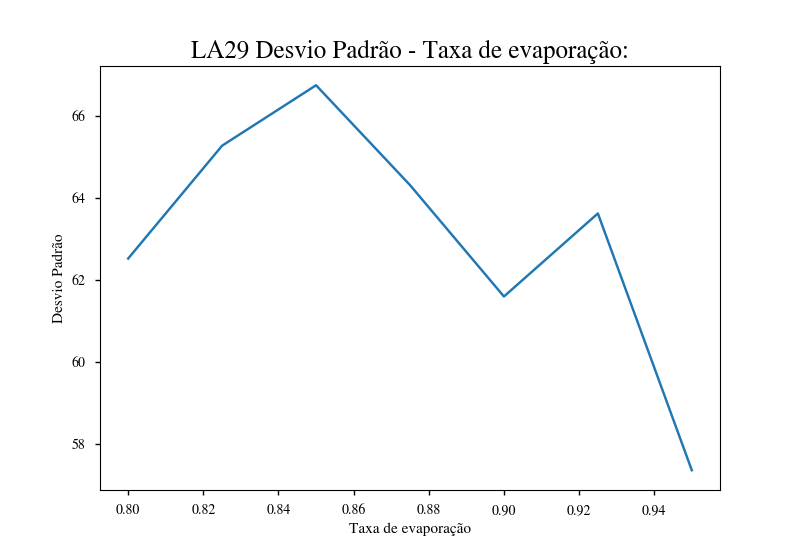 LA29 Desvio Padrão - Taxa de evaporação:
66
64
62
60
58
Desvio Padrão
0.80 0.82 0.84 0.86 0.88 0.90 0.92 0.94
Taxa de evaporação